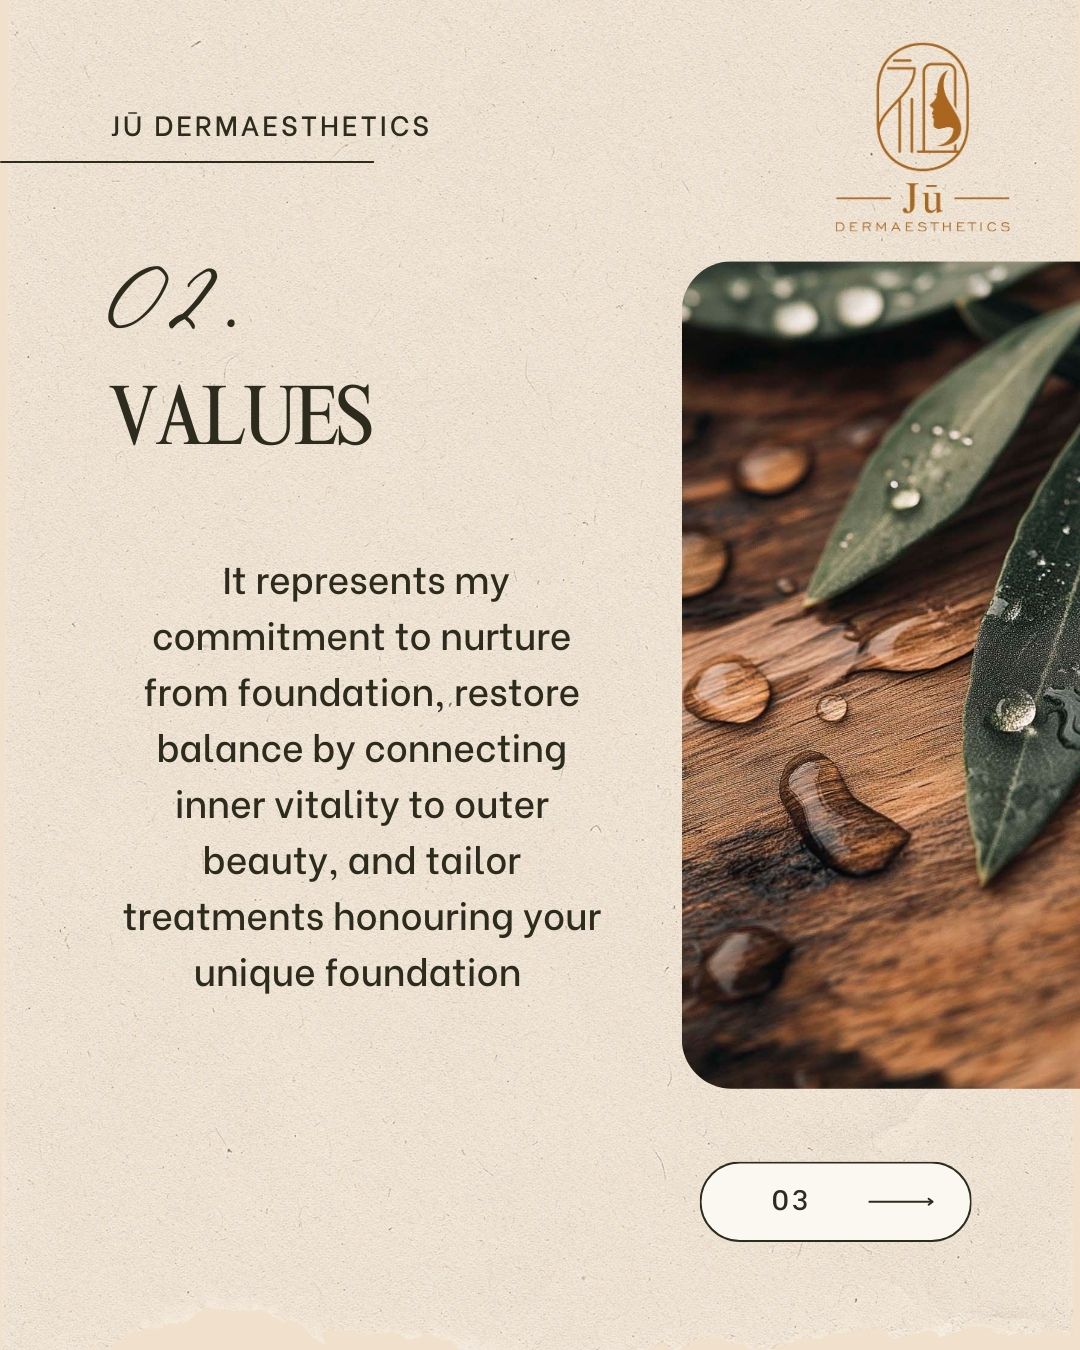 JŪ DERMAESTHETICS
Jū
DERMAESTHETICS
02.
VALUES
It represents my
commitment to nurture
from foundation, restore
balance by connecting
inner vitality to outer
beauty, and tailor
treatments honouring your
unique foundation
03